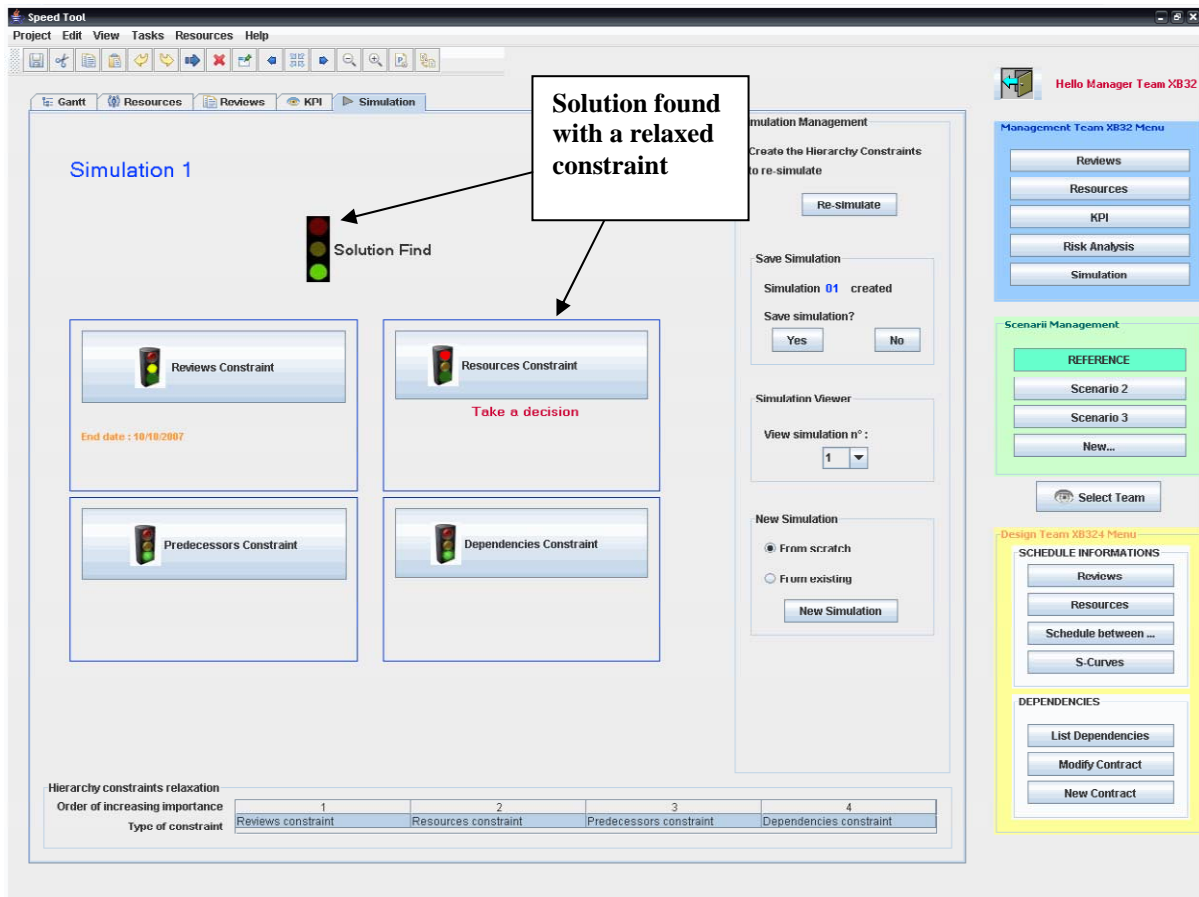 Speed Tool
Project Edit View Tasks Resources Help
Gantt Resources Reviews KPI Simulation
Solution found
with a relaxed
constraint
Simulation 1
Solution Find
Reviews Constraint
End date : 10/10/2007
Resources Constraint
Take a decision
Predecessors Constraint
Dependencies Constraint
mulation Management
Create the Hierarchy Constraints
to re-simulate
Re-simulate
Save Simulation
Simulation 01 created
Save simulation?
Yes No
Simulation Viewer
View simulation n° :
1
New Simulation
From scratch
From existing
New Simulation
Hierarchy constraints relaxation
Order of increasing importance 1 2 3 4
Type of constraint Reviews constraint Resources constraint Predecessors constraint Dependencies constraint
Hello Manager Team XB32
Management Team XB32 Menu
Reviews
Resources
KPI
Risk Analysis
Simulation
Scenarii Management
REFERENCE
Scenario 2
Scenario 3
New...
Select Team
Design Team XB324 Menu
SCHEDULE INFORMATIONS
Reviews
Resources
Schedule between ...
S-Curves
DEPENDENCIES
List Dependencies
Modify Contract
New Contract